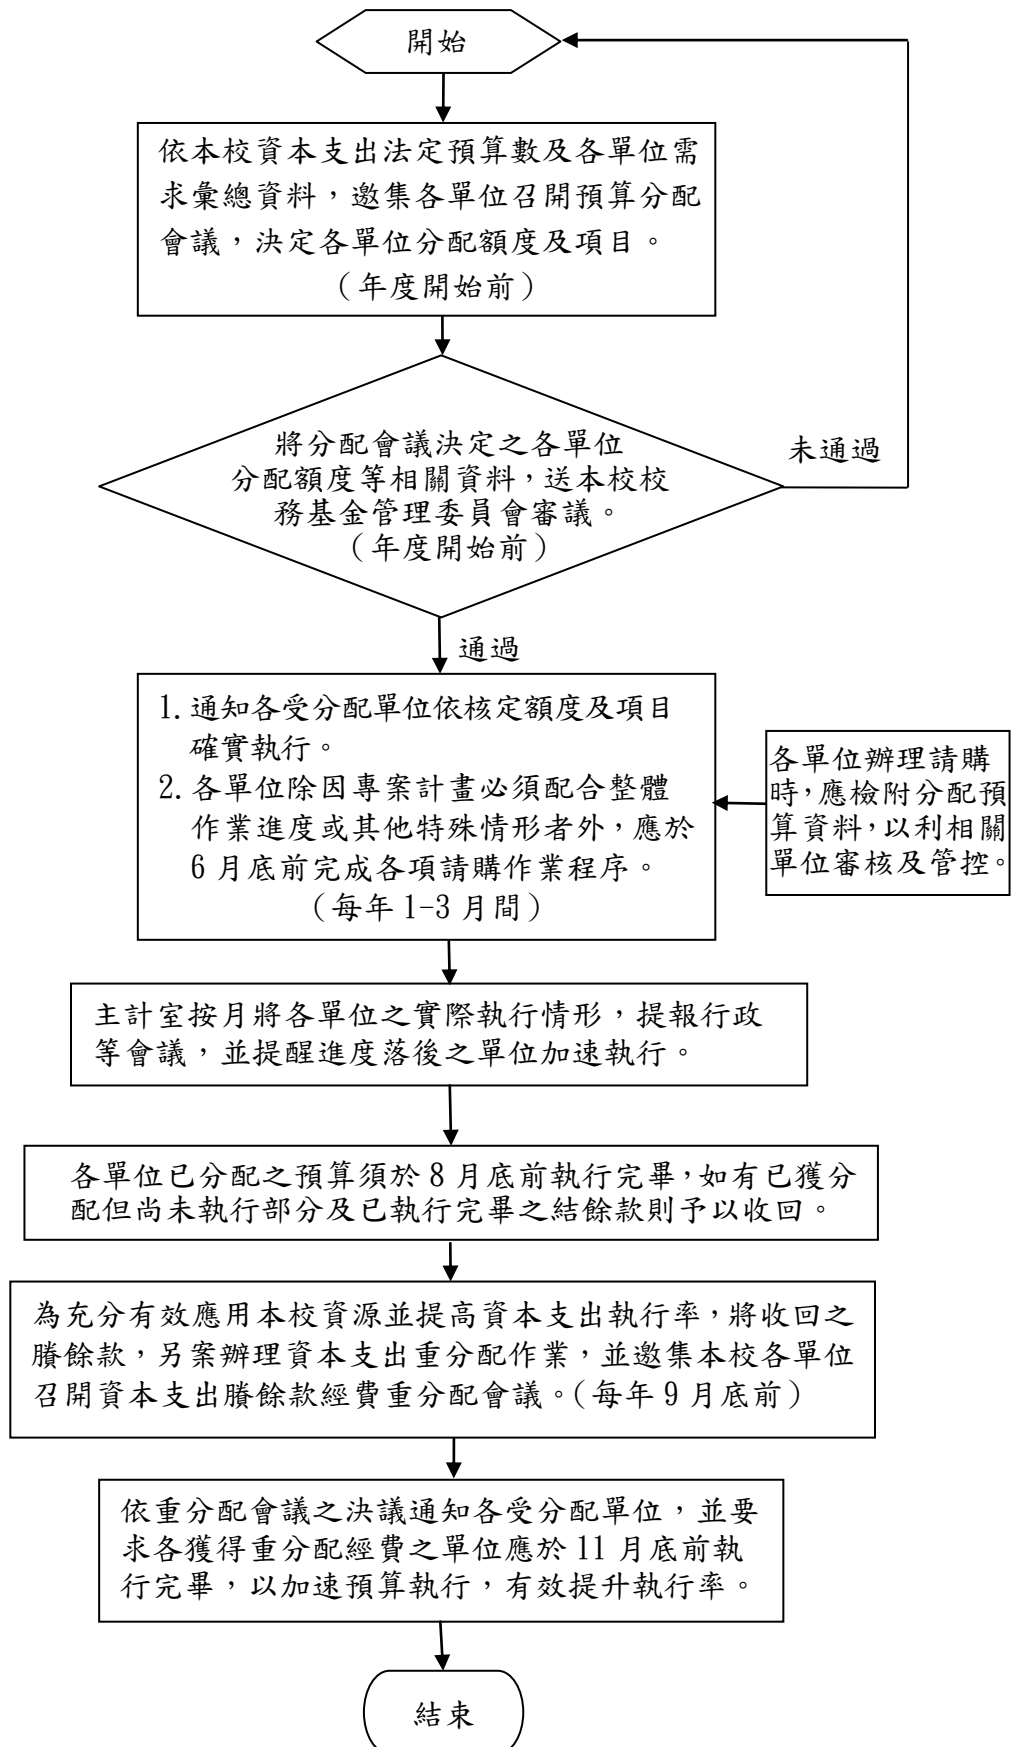 開始
依本校資本支出法定預算數及各單位需
求彙總資料，邀集各單位召開預算分配
會議，決定各單位分配額度及項目。
（年度開始前）
將分配會議決定之各單位
分配額度等相關資料，送本校校
務基金管理委員會審議。
（年度開始前）
未通過
通過
1.通知各受分配單位依核定額度及項目
確實執行。
2.各單位除因專案計畫必須配合整體
作業進度或其他特殊情形者外，應於
6月底前完成各項請購作業程序。
（每年1-3月間）
各單位辦理請購
時，應檢附分配預
算資料，以利相關
單位審核及管控。
主計室按月將各單位之實際執行情形，提報行政
等會議，並提醒進度落後之單位加速執行。
各單位已分配之預算須於8月底前執行完畢，如有已獲分
配但尚未執行部分及已執行完畢之結餘款則予以收回。
為充分有效應用本校資源並提高資本支出執行率，將收回之
賸餘款，另案辦理資本支出重分配作業，並邀集本校各單位
召開資本支出賸餘款經費重分配會議。（每年9月底前）
依重分配會議之決議通知各受分配單位，並要
求各獲得重分配經費之單位應於11月底前執
行完畢，以加速預算執行，有效提升執行率。
結束